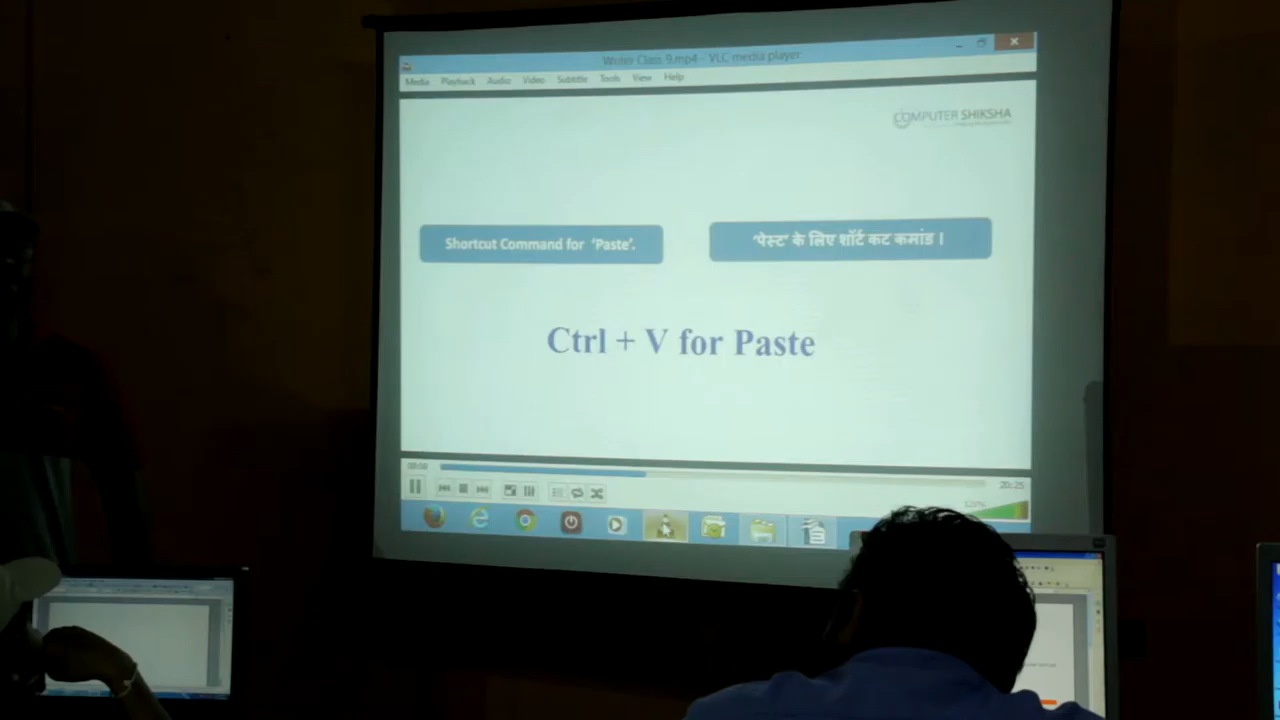 Writer Class 9.mp4 - VLC media player
Media Playback Audio Video Subtitle Tools View Help
COMPUTER SHIKSHA
Shortcut Command for 'Paste'.
'पेस्ट' के लिए शॉर्ट कट कमांड ।
Ctrl + V for Paste
20:25